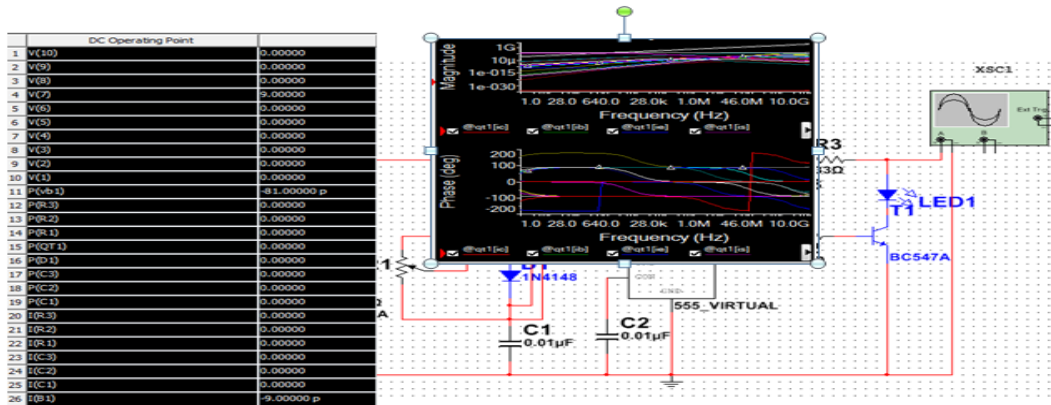 DC Operating Point
1 V(10) 0.00000
2 V(9) 0.00000
3 V(8) 0.00000
4 V(7) 9.00000
5 V(6) 0.00000
6 V(5) 0.00000
7 V(4) 0.00000
8 V(3) 0.00000
9 V(2) 0.00000
10 V(1) 0.00000
11 P(vb1) -81.00000 p
12 P(R3) 0.00000
13 P(R2) 0.00000
14 P(R1) 0.00000
15 P(QT1) 0.00000
16 P(D1) 0.00000
17 P(C3) 0.00000
18 P(C2) 0.00000
19 P(C1) 0.00000
20 I(R3) 0.00000
21 I(R2) 0.00000
22 I(R1) 0.00000
23 I(C3) 0.00000
24 I(C2) 0.00000
25 I(C1) 0.00000
26 I(B1) -9.00000 p
Magnitude
1G
10µ
1e-015
1e-030
1.0 28.0 640.0 28.0k 1.0M 46.0M 10.0G
Frequency (Hz)
@qt1[ic] @qt1[ib] @qt1[ie] @qt1[is]
Phase (deg)
200
100
0
-100
-200
1.0 28.0 640.0 28.0k 1.0M 46.0M 10.0G
Frequency (Hz)
@qt1[ic] @qt1[ib] @qt1[ie] @qt1[is]
XSC1
Ext Trig
A B
R3
33Ω
LED1
T1
BC547A
1N4148
CON
GND
555_VIRTUAL
C1
0.01µF
C2
0.01µF